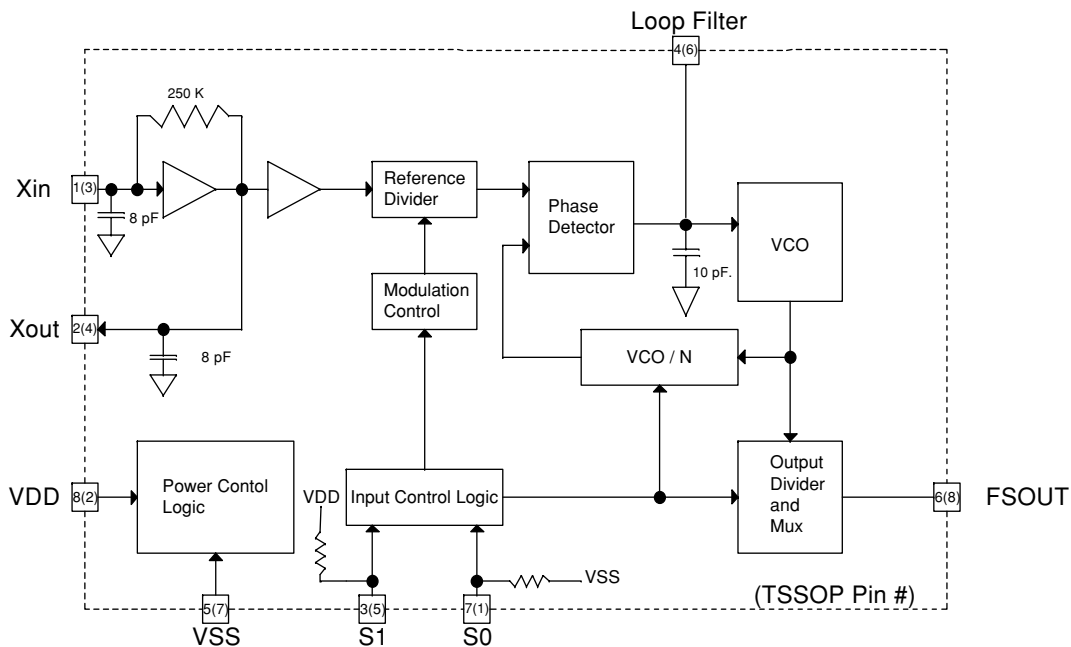 Loop Filter
4(6)
250 K
Xin
1(3)
8 pF
Reference
Divider
Phase
Detector
VCO
10 pF.
Modulation
Control
Xout
2(4)
8 pF
VCO / N
VDD
8(2)
Power Contol
Logic
VDD
Input Control Logic
Output
Divider
and
Mux
6(8)
FSOUT
VSS
(TSSOP Pin #)
5(7)
3(5)
7(1)
VSS
S1
S0